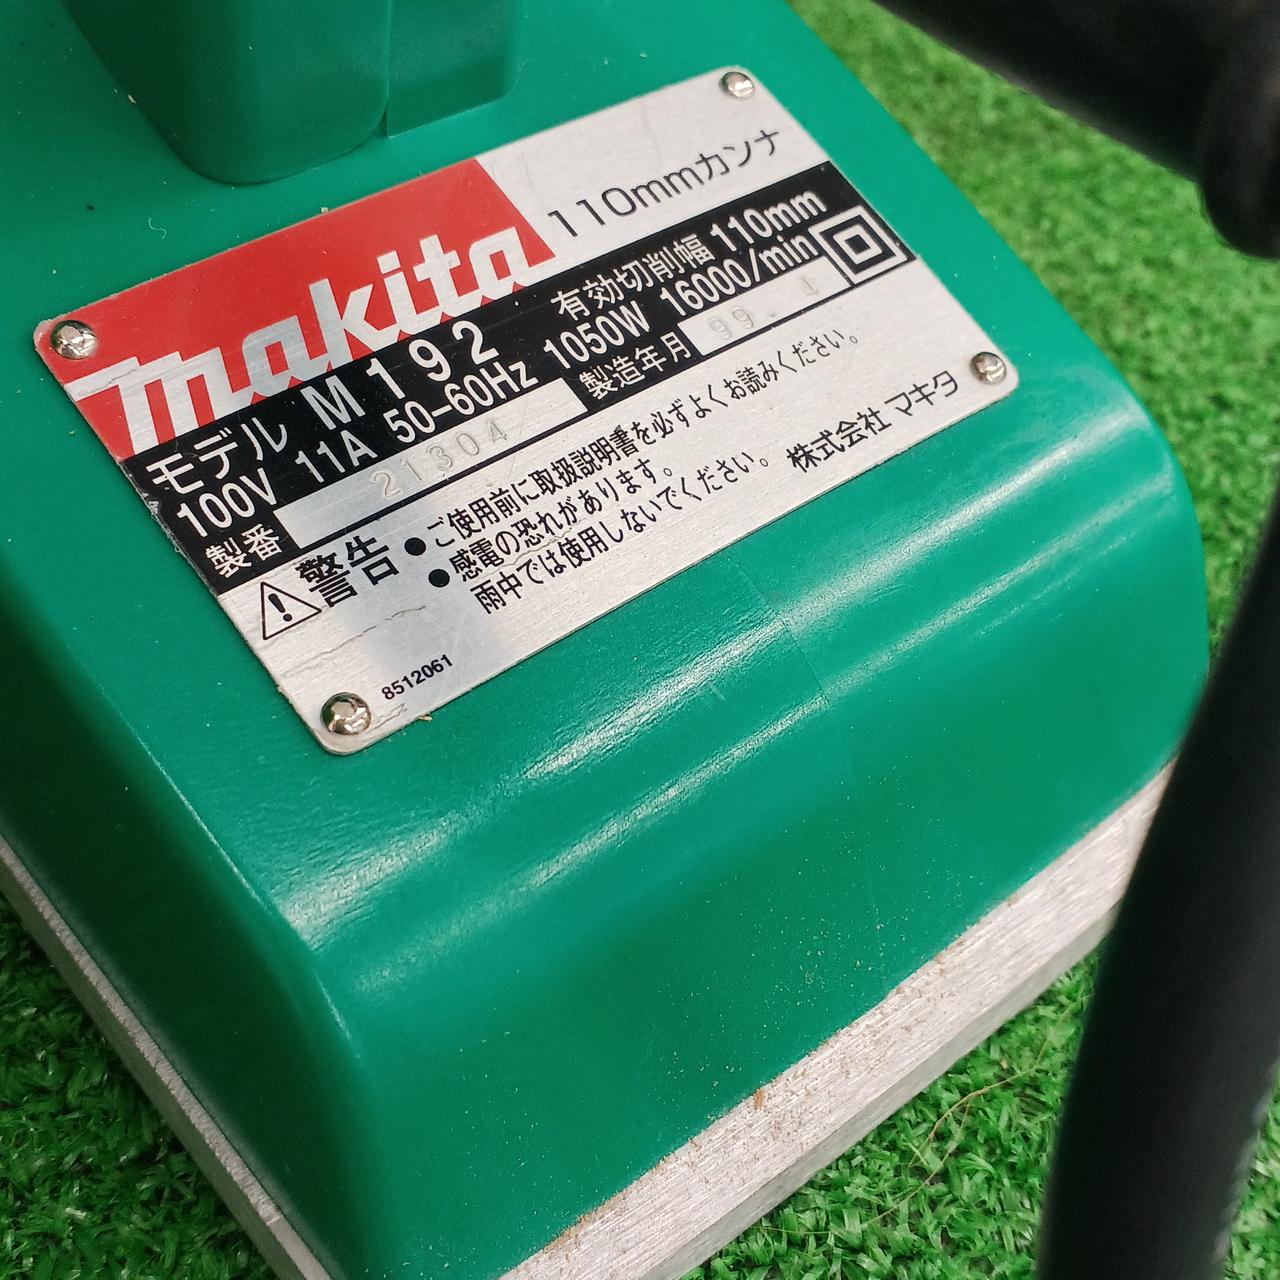 makita
110mmカンナ
モデル M192 有効切削幅 110mm
100V 11A 50-60Hz 1050W 16000/min
製番 21304 製造年月 99. 4
警告 ●ご使用前に取扱説明書を必ずよくお読みください。
●感電の恐れがあります。
雨中では使用しないでください。
株式会社 マキタ
8512061